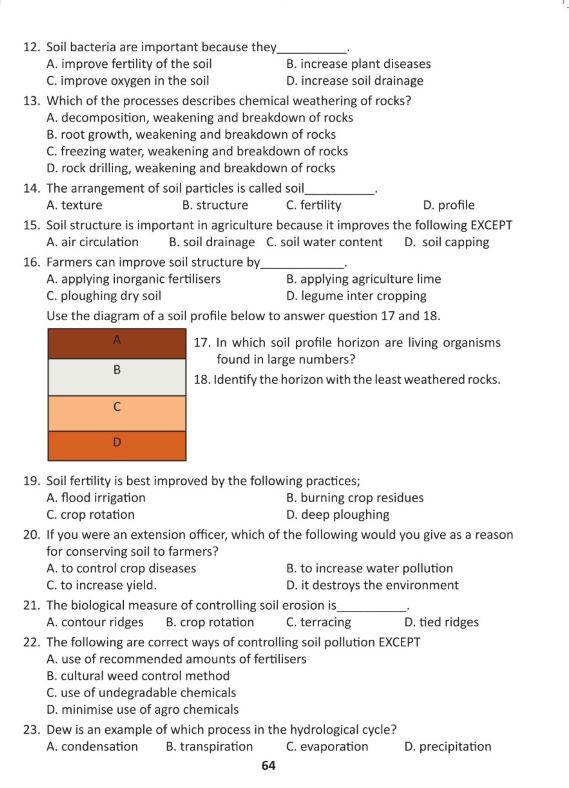 12. Soil bacteria are important because they___________.
A. improve fertility of the soil B. increase plant diseases
C. improve oxygen in the soil D. increase soil drainage
13. Which of the processes describes chemical weathering of rocks?
A. decomposition, weakening and breakdown of rocks
B. root growth, weakening and breakdown of rocks
C. freezing water, weakening and breakdown of rocks
D. rock drilling, weakening and breakdown of rocks
14. The arrangement of soil particles is called soil___________.
A. texture B. structure C. fertility D. profile
15. Soil structure is important in agriculture because it improves the following EXCEPT
A. air circulation B. soil drainage C. soil water content D. soil capping
16. Farmers can improve soil structure by_____________.
A. applying inorganic fertilisers B. applying agriculture lime
C. ploughing dry soil D. legume inter cropping
Use the diagram of a soil profile below to answer question 17 and 18.
A
B
C
D
17. In which soil profile horizon are living organisms
found in large numbers?
18. Identify the horizon with the least weathered rocks.
19. Soil fertility is best improved by the following practices;
A. flood irrigation B. burning crop residues
C. crop rotation D. deep ploughing
20. If you were an extension officer, which of the following would you give as a reason
for conserving soil to farmers?
A. to control crop diseases B. to increase water pollution
C. to increase yield. D. it destroys the environment
21. The biological measure of controlling soil erosion is___________.
A. contour ridges B. crop rotation C. terracing D. tied ridges
22. The following are correct ways of controlling soil pollution EXCEPT
A. use of recommended amounts of fertilisers
B. cultural weed control method
C. use of undegradable chemicals
D. minimise use of agro chemicals
23. Dew is an example of which process in the hydrological cycle?
A. condensation B. transpiration C. evaporation D. precipitation
64